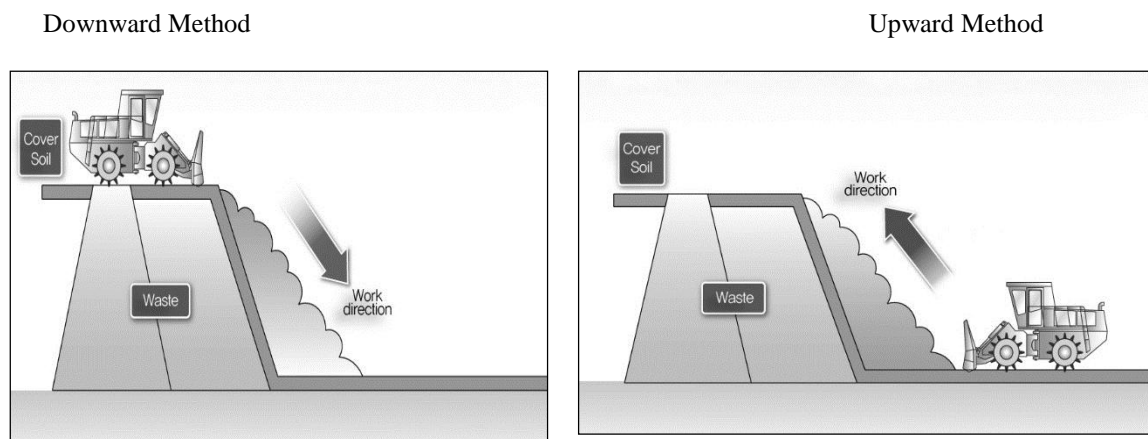 Downward Method
Upward Method
Cover
Soil
Waste
Work
direction
Cover
Soil
Work
direction
Waste